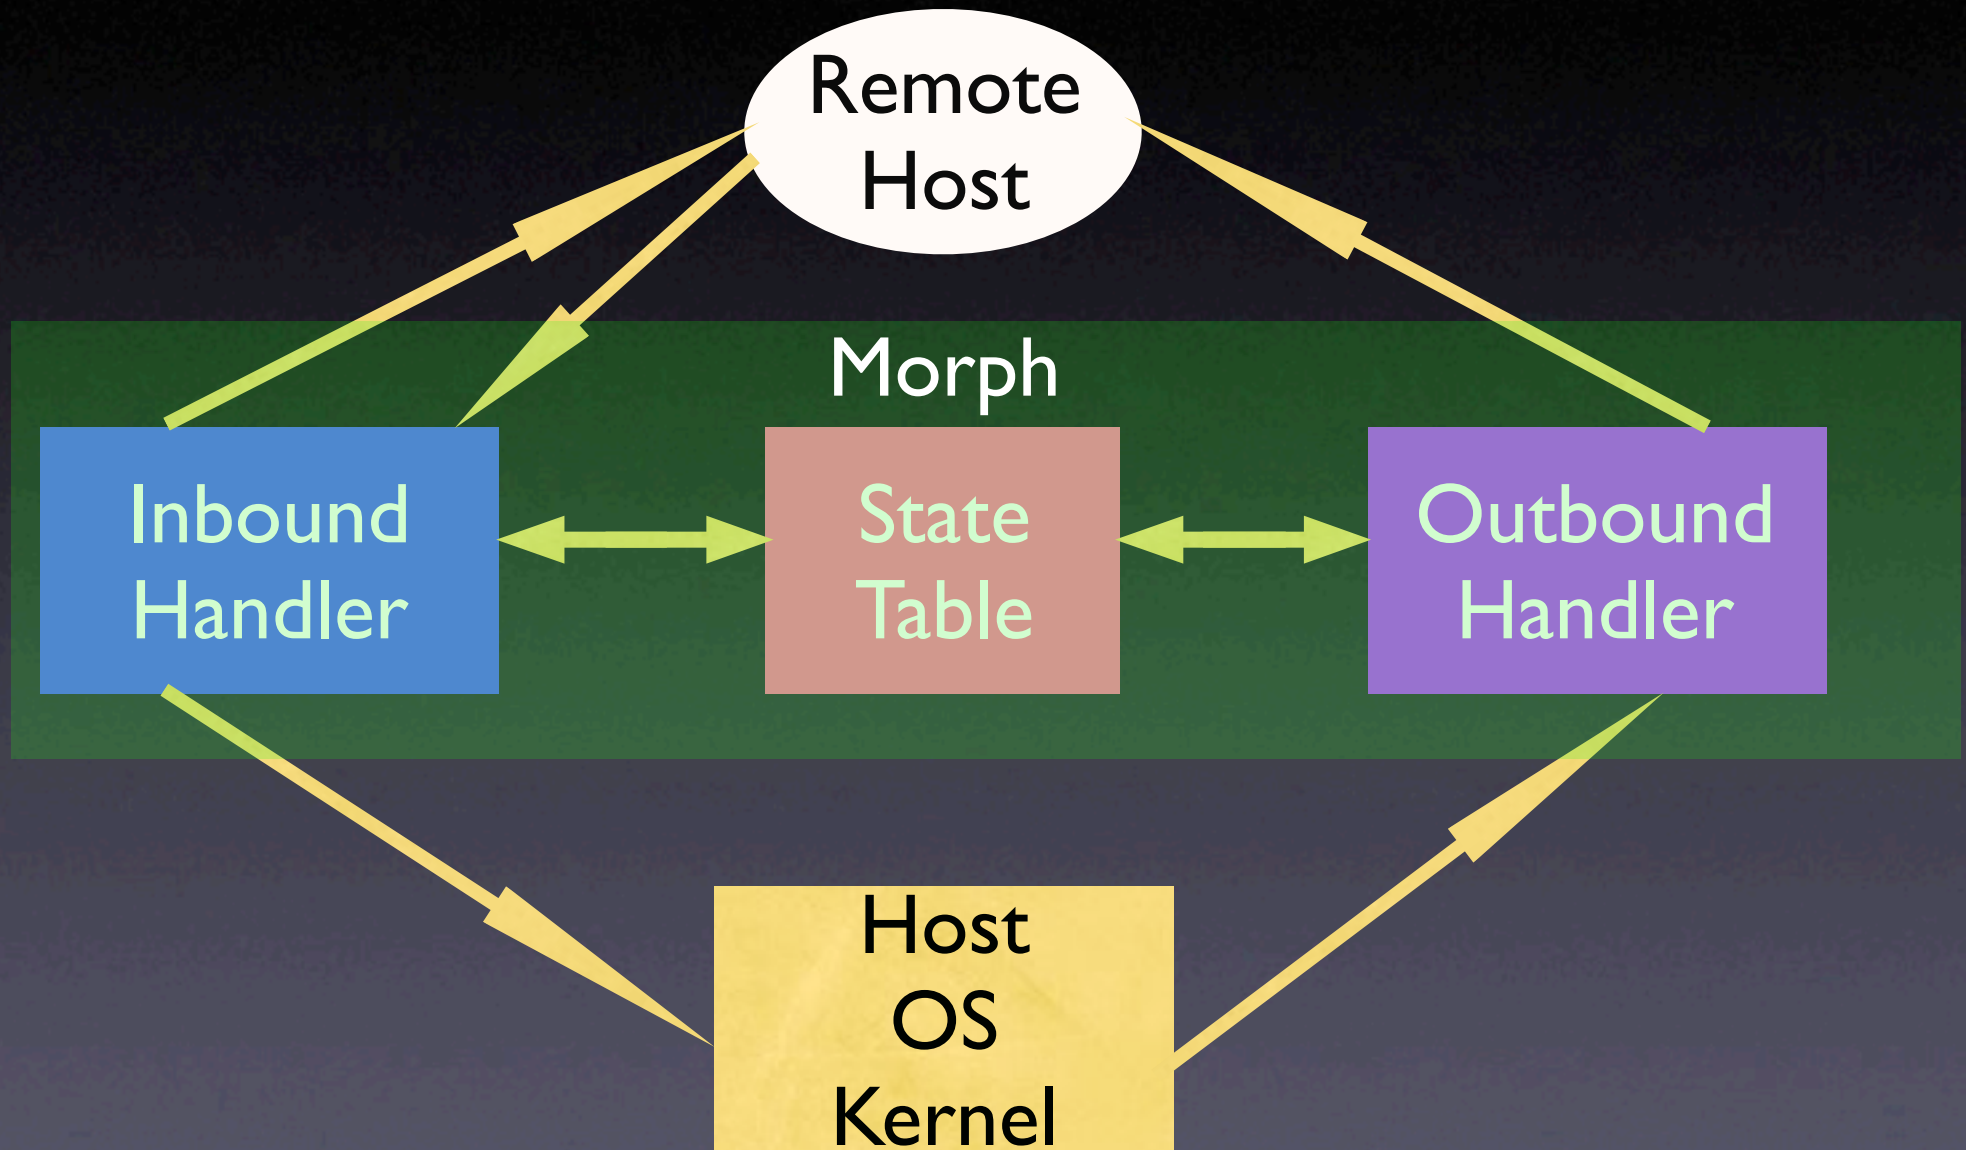 Remote
Host
Morph
Inbound
Handler
State
Table
Outbound
Handler
Host
OS
Kernel